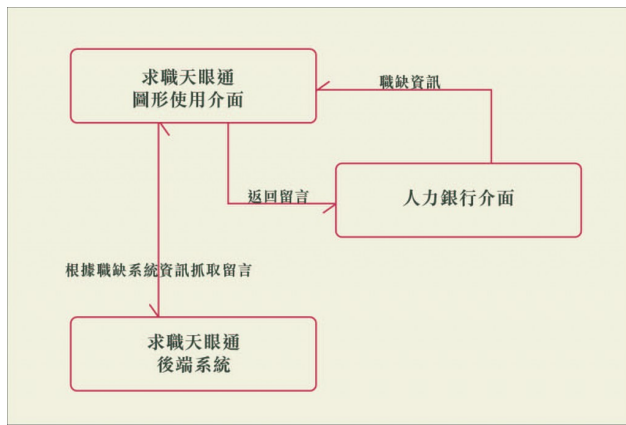 求職天眼通
圖形使用介面
職缺資訊
返回留言
人力銀行介面
根據職缺系統資訊抓取留言
求職天眼通
後端系統